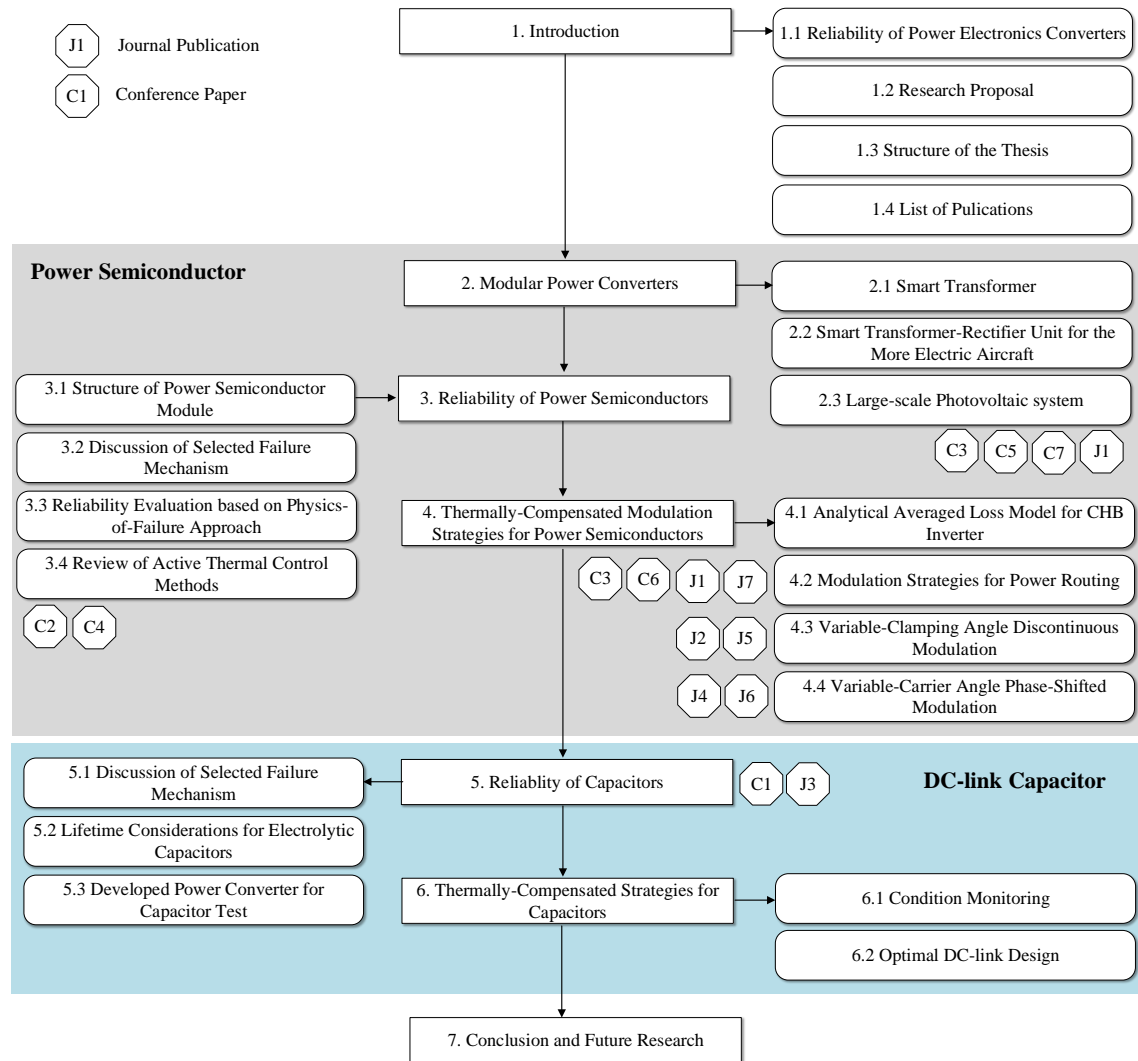 J1
Journal Publication
C1
Conference Paper
1. Introduction
1.1 Reliability of Power Electronics Converters
1.2 Research Proposal
1.3 Structure of the Thesis
1.4 List of Pulications
Power Semiconductor
2. Modular Power Converters
2.1 Smart Transformer
2.2 Smart Transformer-Rectifier Unit for the
More Electric Aircraft
2.3 Large-scale Photovoltaic system
C3 C5 C7 J1
3. Reliability of Power Semiconductors
3.1 Structure of Power Semiconductor
Module
3.2 Discussion of Selected Failure
Mechanism
3.3 Reliability Evaluation based on Physics-
of-Failure Approach
3.4 Review of Active Thermal Control
Methods
C2 C4
4. Thermally-Compensated Modulation
Strategies for Power Semiconductors
4.1 Analytical Averaged Loss Model for CHB
Inverter
C3 C6 J1 J7
4.2 Modulation Strategies for Power Routing
J2 J5
4.3 Variable-Clamping Angle Discontinuous
Modulation
J4 J6
4.4 Variable-Carrier Angle Phase-Shifted
Modulation
DC-link Capacitor
5. Reliablity of Capacitors
C1 J3
5.1 Discussion of Selected Failure
Mechanism
5.2 Lifetime Considerations for Electrolytic
Capacitors
5.3 Developed Power Converter for
Capacitor Test
6. Thermally-Compensated Strategies for
Capacitors
6.1 Condition Monitoring
6.2 Optimal DC-link Design
7. Conclusion and Future Research